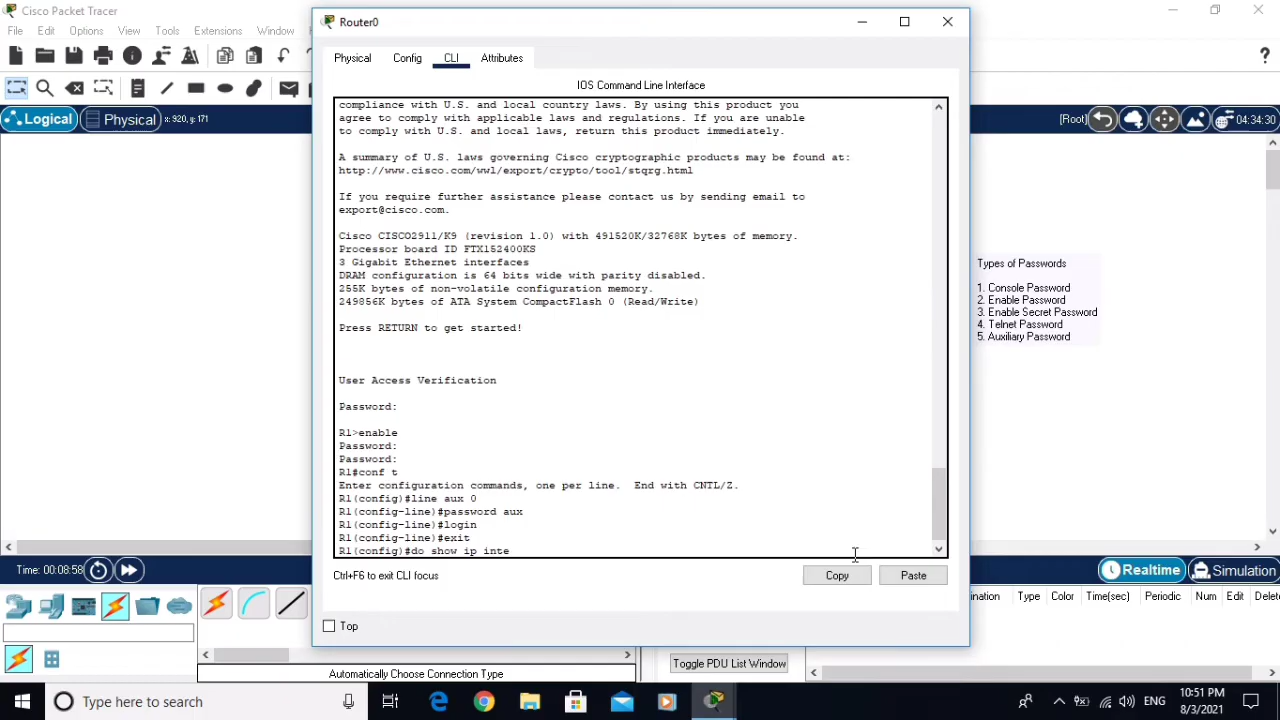 Cisco Packet Tracer
File Edit Options View Tools Extensions Window
Logical Physical x: 920, y: 171
[Root] 04:34:30
Router0
Physical Config CLI Attributes
IOS Command Line Interface
compliance with U.S. and local country laws. By using this product you
agree to comply with applicable laws and regulations. If you are unable
to comply with U.S. and local laws, return this product immediately.
A summary of U.S. laws governing Cisco cryptographic products may be found at:
http://www.cisco.com/wwl/export/crypto/tool/stqrg.html
If you require further assistance please contact us by sending email to
export@cisco.com.
Cisco CISCO2911/K9 (revision 1.0) with 491520K/32768K bytes of memory.
Processor board ID FTX152400KS
3 Gigabit Ethernet interfaces
DRAM configuration is 64 bits wide with parity disabled.
255K bytes of non-volatile configuration memory.
249856K bytes of ATA System CompactFlash 0 (Read/Write)
Press RETURN to get started!
User Access Verification
Password:
R1>enable
Password:
Password:
R1#conf t
Enter configuration commands, one per line. End with CNTL/Z.
R1(config)#line aux 0
R1(config-line)#password aux
R1(config-line)#login
R1(config-line)#exit
R1(config)#do show ip inte
Ctrl+F6 to exit CLI focus
Copy Paste
Top
Types of Passwords
1. Console Password
2. Enable Password
3. Enable Secret Password
4. Telnet Password
5. Auxiliary Password
Time: 00:08:58
Realtime Simulation
ination Type Color Time(sec) Periodic Num Edit Delete
Automatically Choose Connection Type
Toggle PDU List Window
Type here to search
ENG
10:51 PM
8/3/2021